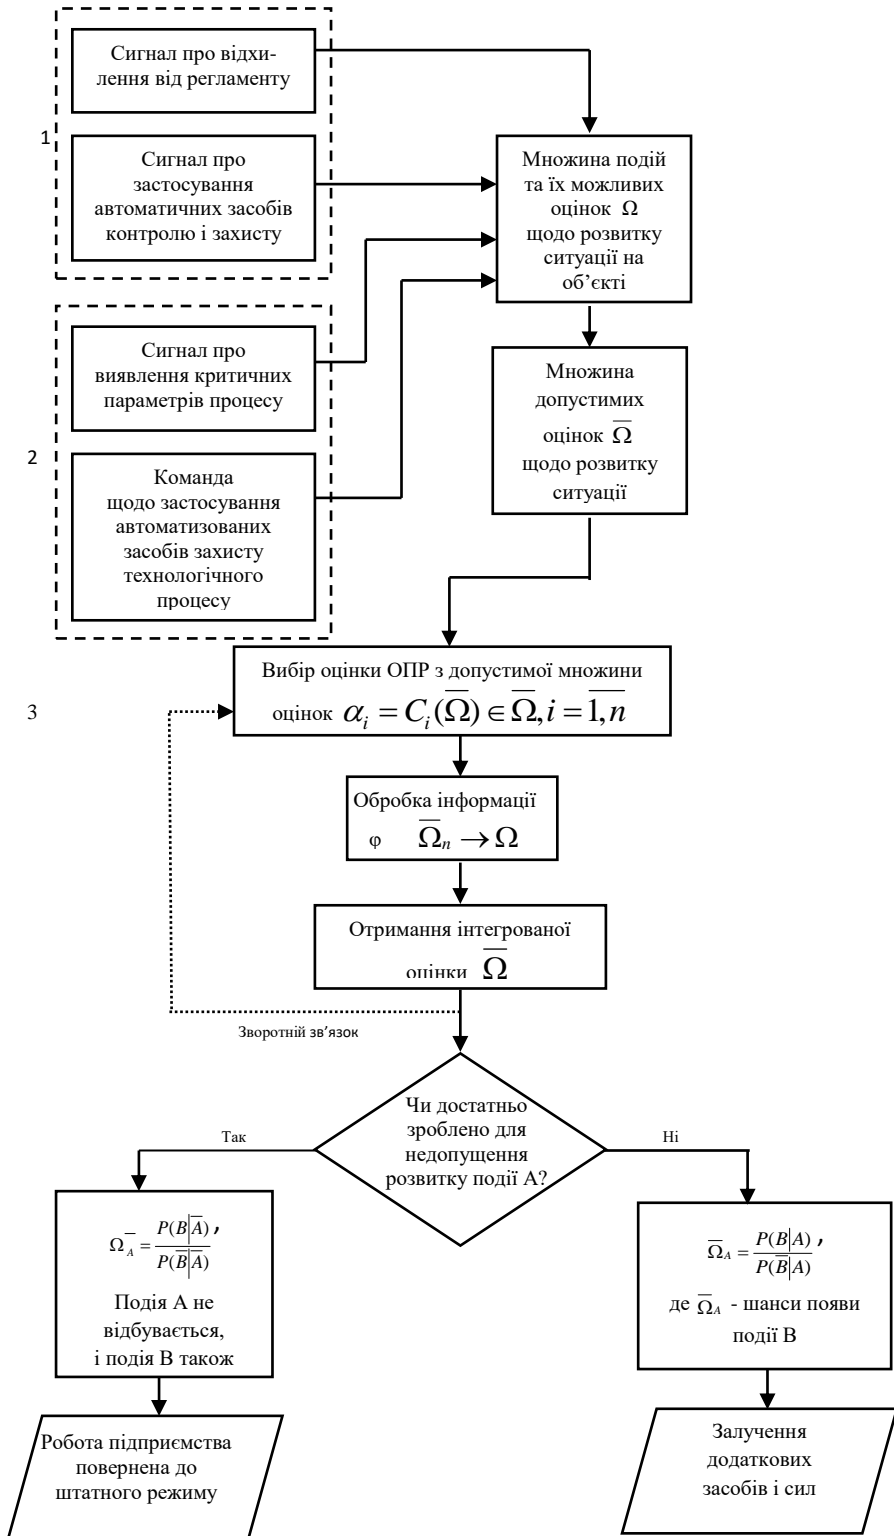 Сигнал про відхи-
лення від регламенту
1
Сигнал про
застосування
автоматичних засобів
контролю і захисту
Множина подій
та їх можливих
оцінок Ω
щодо розвитку
ситуації на
об’єкті
Сигнал про
виявлення критичних
параметрів процесу
Множина
допустимих
оцінок Ω̅
щодо розвитку
ситуації
2
Команда
щодо застосування
автоматизованих
засобів захисту
технологічного
процесу
Вибір оцінки ОПР з допустимої множини
оцінок α_i = C_i(Ω̅) ∈ Ω̅, i = 1,n̅
3
Обробка інформації
φ Ω̅_n → Ω
Отримання інтегрованої
оцінки Ω̅
Зворотній зв’язок
Чи достатньо
зроблено для
недопущення
розвитку події А?
Так
Ні
Ω_A̅ = P(B|A̅) / P(B̅|A̅) ,
Подія А не
відбувається,
і подія В також
Ω̅_A = P(B|A) / P(B̅|A) ,
де Ω̅_A - шанси появи
події В
Робота підприємства
повернена до
штатного режиму
Залучення
додаткових
засобів і сил